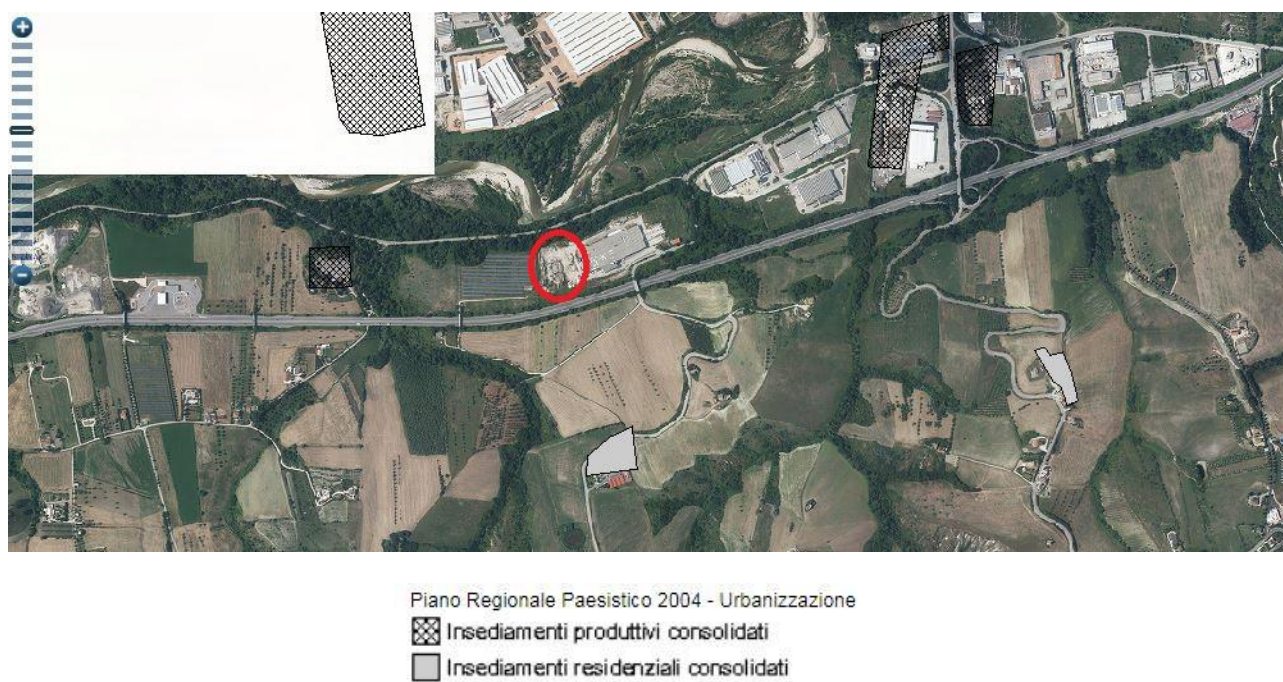 Piano Regionale Paesistico 2004 - Urbanizzazione
Insediamenti produttivi consolidati
Insediamenti residenziali consolidati